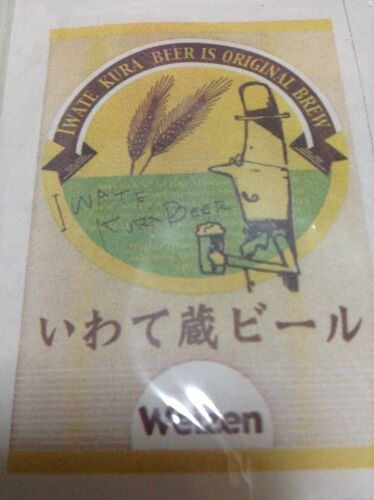 IWATE KURA BEER IS ORIGINAL BREW
IWATE
KURA BEER
いわて蔵ビール
Weizen